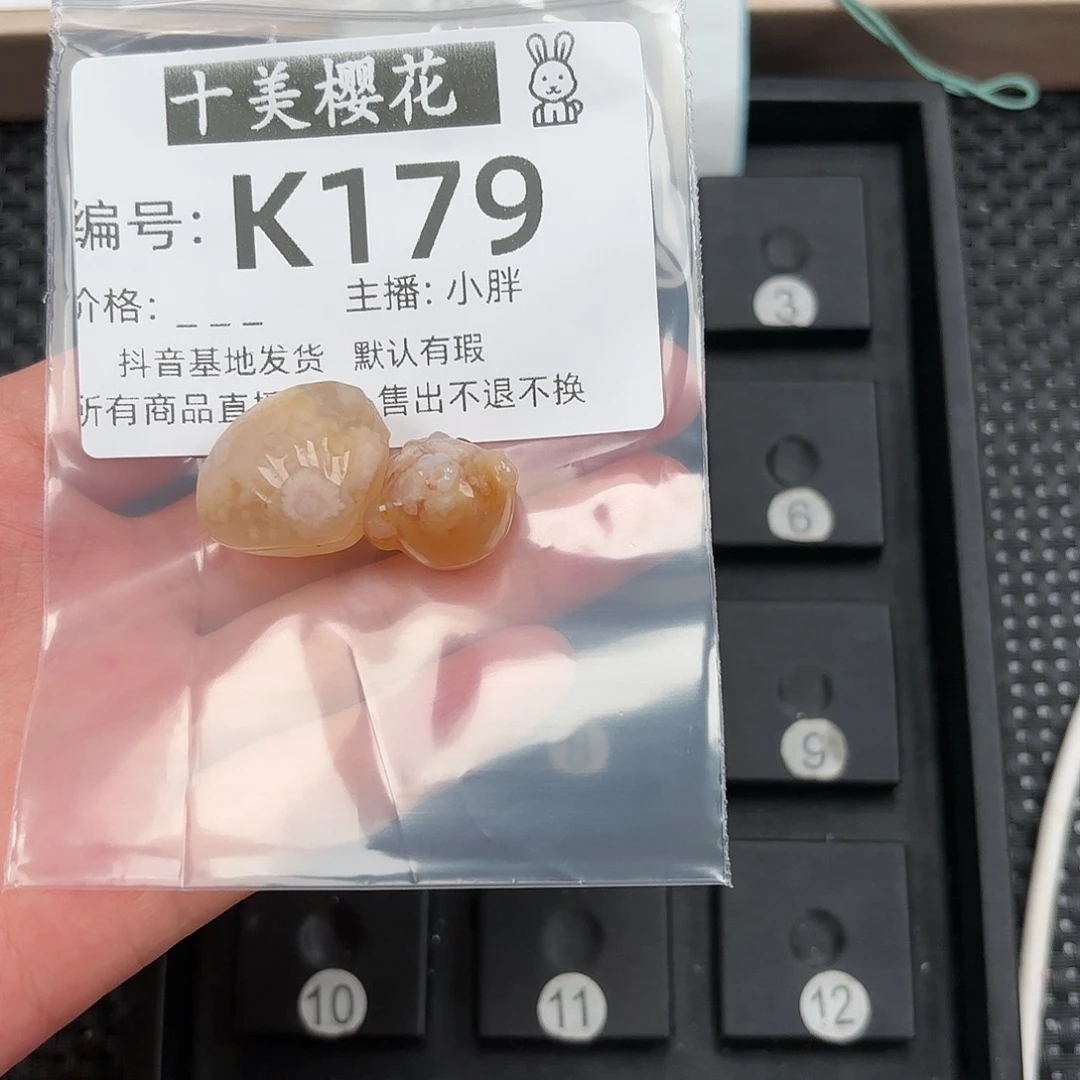 十美樱花
编号: K179
价格: _ _ _ 主播: 小胖
抖音基地发货 默认有瑕
所有商品直播 售出不退不换
3
6
9
10
11
12